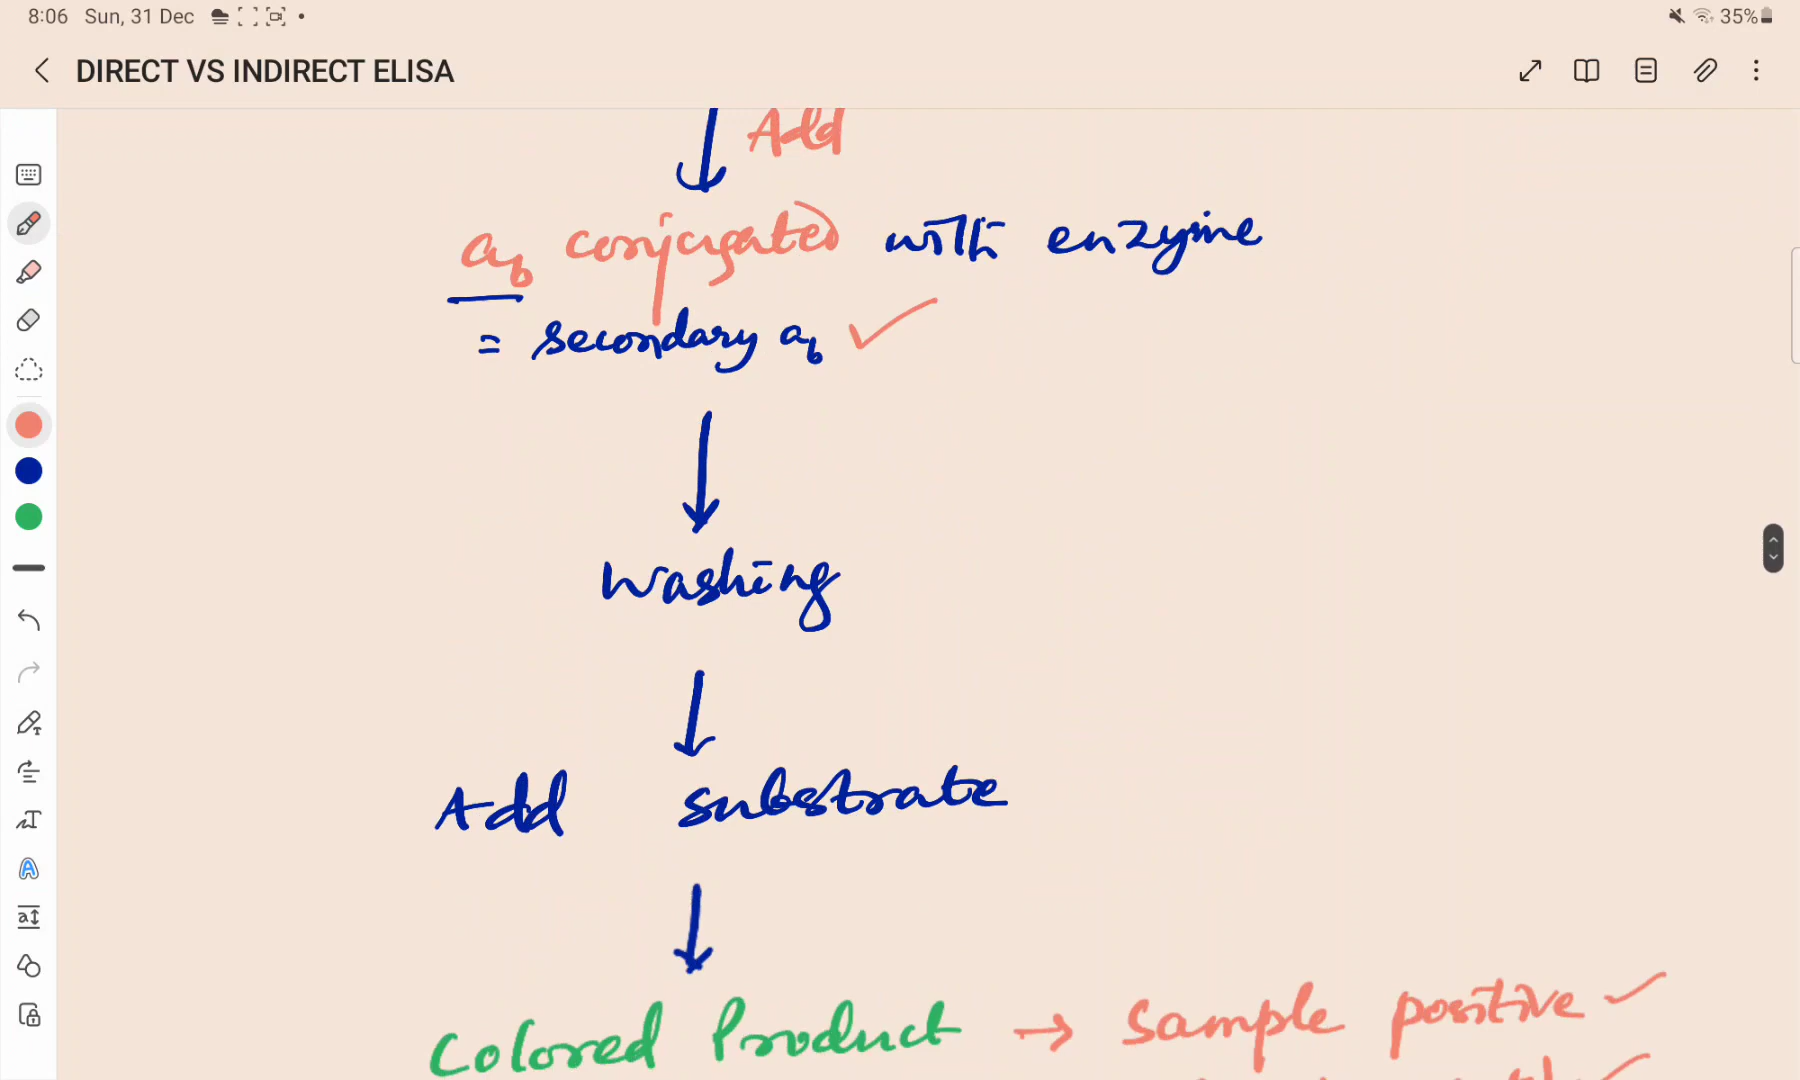 8:06 Sun, 31 Dec
35%
DIRECT VS INDIRECT ELISA
Add
ab conjugated with enzyme
= secondary ab ✓
Washing
Add substrate
Colored Product → Sample positive ✓